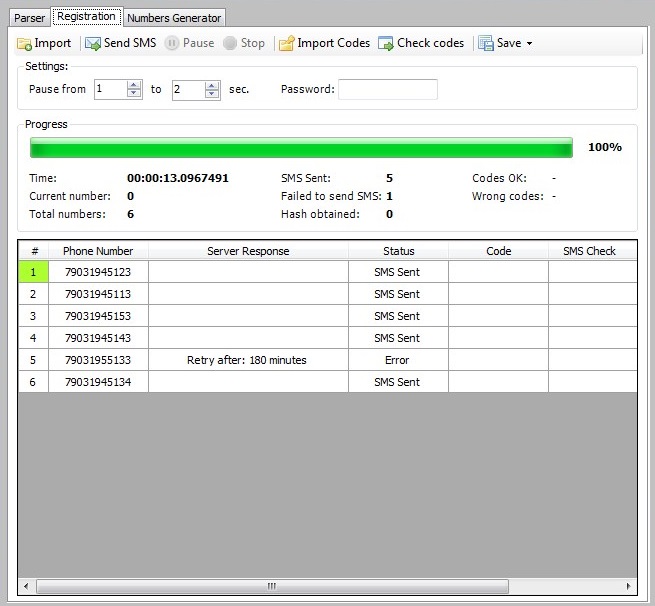 Parser Registration Numbers Generator
Import Send SMS Pause Stop Import Codes Check codes Save
Settings:
Pause from 1 to 2 sec. Password:
Progress
100%
Time: 00:00:13.0967491 SMS Sent: 5 Codes OK: -
Current number: 0 Failed to send SMS: 1 Wrong codes: -
Total numbers: 6 Hash obtained: 0
# Phone Number Server Response Status Code SMS Check
1 79031945123 SMS Sent
2 79031945113 SMS Sent
3 79031945153 SMS Sent
4 79031945143 SMS Sent
5 79031955133 Retry after: 180 minutes Error
6 79031945134 SMS Sent